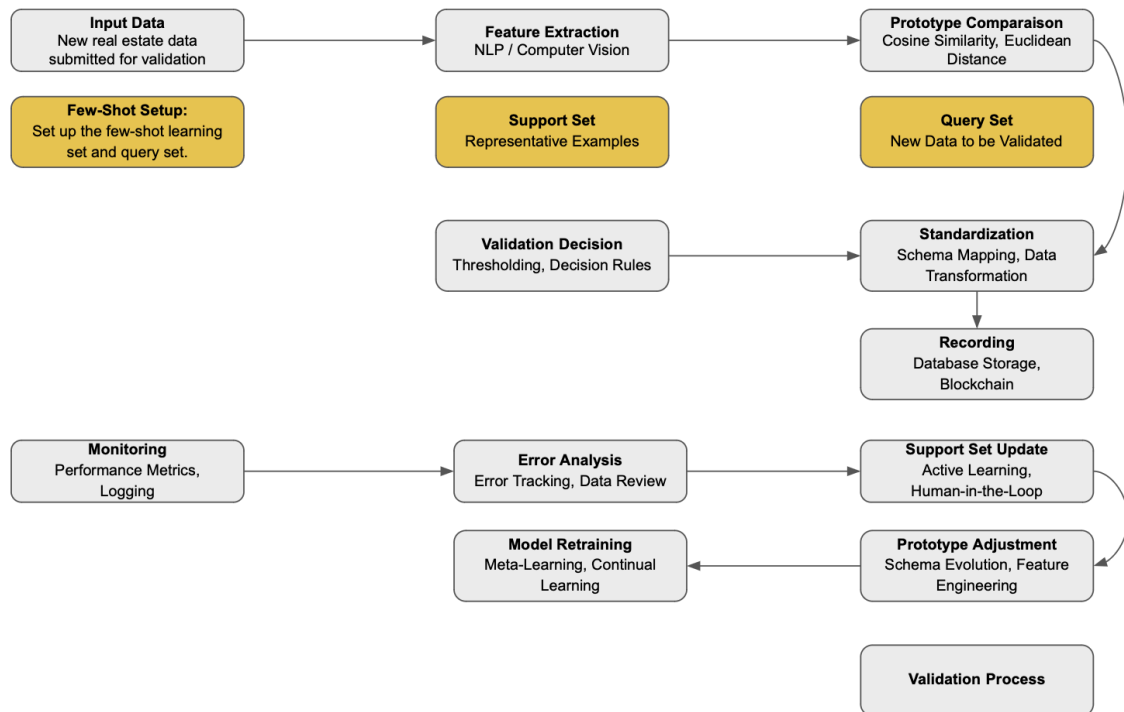 Input Data
New real estate data
submitted for validation
Feature Extraction
NLP / Computer Vision
Prototype Comparaison
Cosine Similarity, Euclidean
Distance
Few-Shot Setup:
Set up the few-shot learning
set and query set.
Support Set
Representative Examples
Query Set
New Data to be Validated
Validation Decision
Thresholding, Decision Rules
Standardization
Schema Mapping, Data
Transformation
Recording
Database Storage,
Blockchain
Monitoring
Performance Metrics,
Logging
Error Analysis
Error Tracking, Data Review
Support Set Update
Active Learning,
Human-in-the-Loop
Model Retraining
Meta-Learning, Continual
Learning
Prototype Adjustment
Schema Evolution, Feature
Engineering
Validation Process